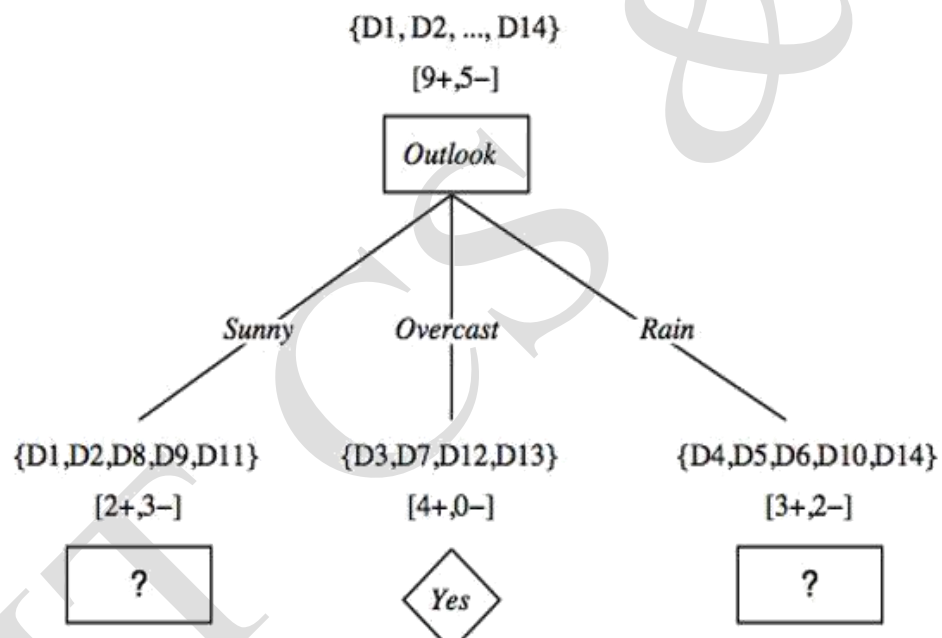 {D1, D2, ..., D14}
[9+,5−]
Outlook
Sunny Overcast Rain
{D1,D2,D8,D9,D11} {D3,D7,D12,D13} {D4,D5,D6,D10,D14}
[2+,3−] [4+,0−] [3+,2−]
? Yes ?
T CS &